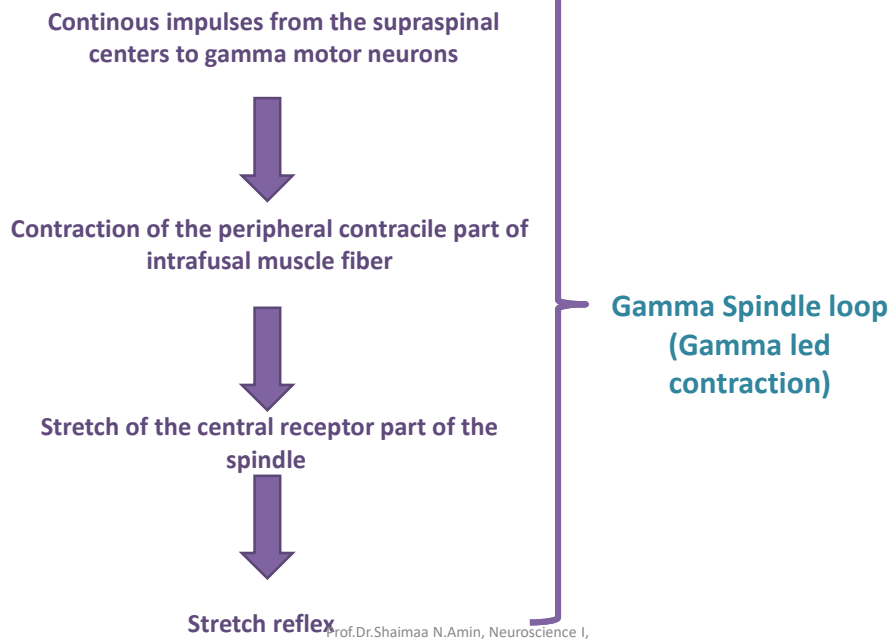 Continous impulses from the supraspinal
centers to gamma motor neurons
Contraction of the peripheral contracile part of
intrafusal muscle fiber
Gamma Spindle loop
(Gamma led
contraction)
Stretch of the central receptor part of the
spindle
Stretch reflex
Prof.Dr.Shaimaa N.Amin, Neuroscience I,